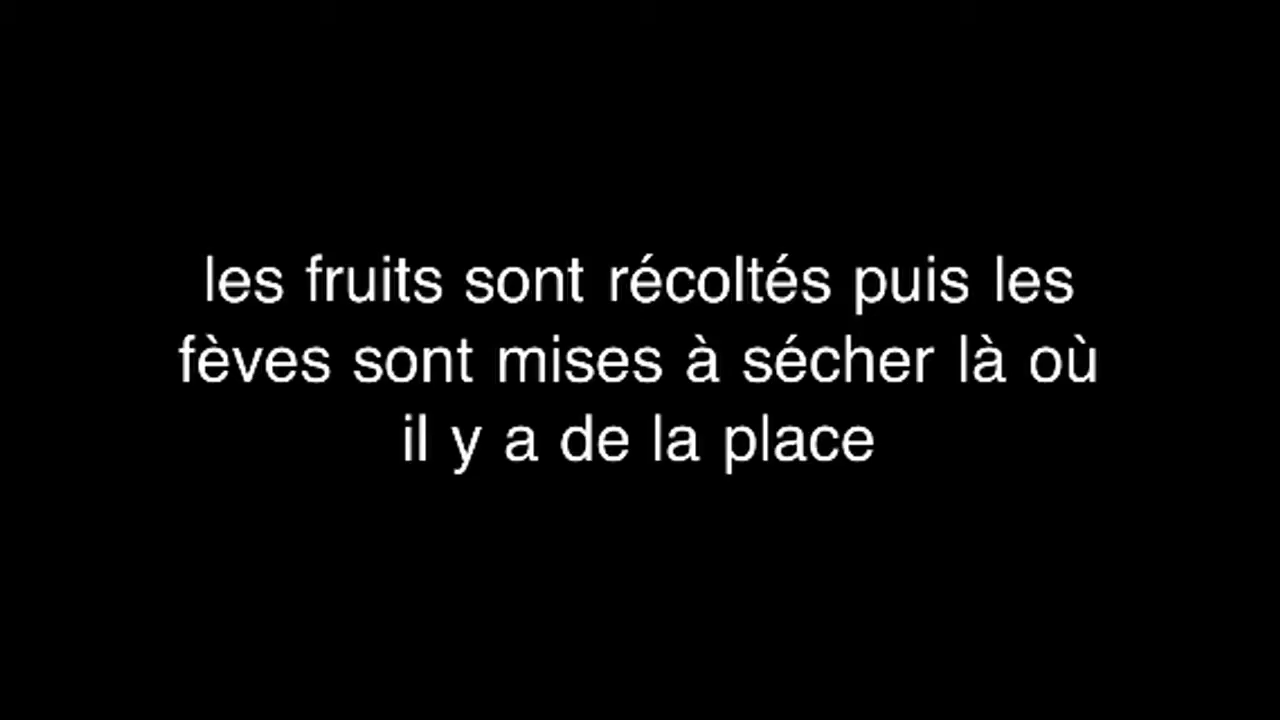 les fruits sont récoltés puis les
fèves sont mises à sécher là où
il y a de la place